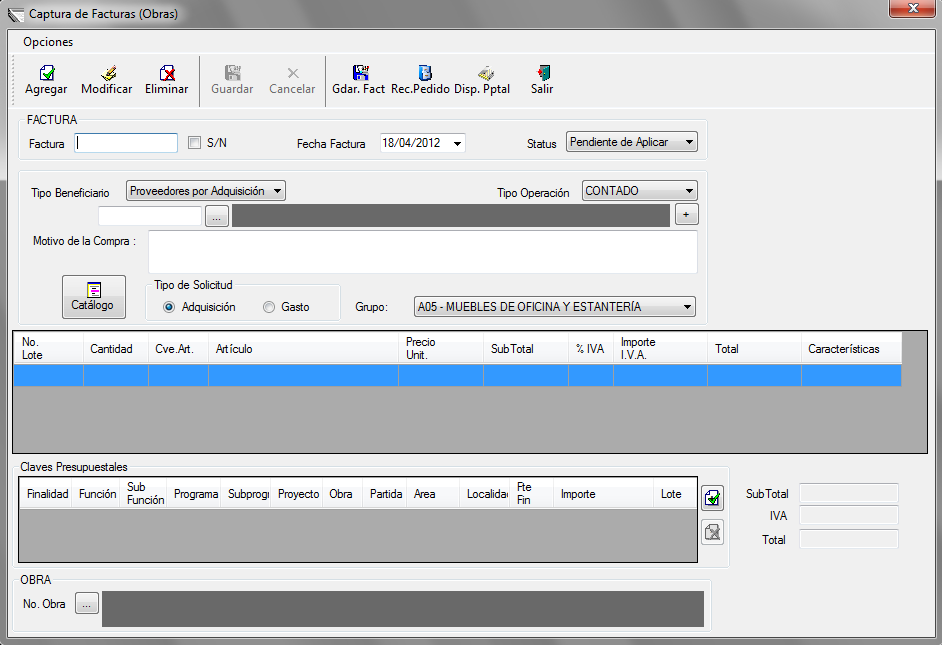 Captura de Facturas (Obras)
Opciones
Agregar Modificar Eliminar Guardar Cancelar Gdar. Fact Rec.Pedido Disp. Pptal Salir
FACTURA
Factura S/N Fecha Factura 18/04/2012 Status Pendiente de Aplicar
Tipo Beneficiario Proveedores por Adquisición Tipo Operación CONTADO
... +
Motivo de la Compra :
Catálogo
Tipo de Solicitud
Adquisición Gasto Grupo: A05 - MUEBLES DE OFICINA Y ESTANTERÍA
No. Lote Cantidad Cve.Art. Artículo Precio Unit. SubTotal % IVA Importe I.V.A. Total Características
Claves Presupuestales
Finalidad Función Sub Función Programa Subprogr Proyecto Obra Partida Area Localidad Fte Fin Importe Lote
SubTotal
IVA
Total
OBRA
No. Obra ...